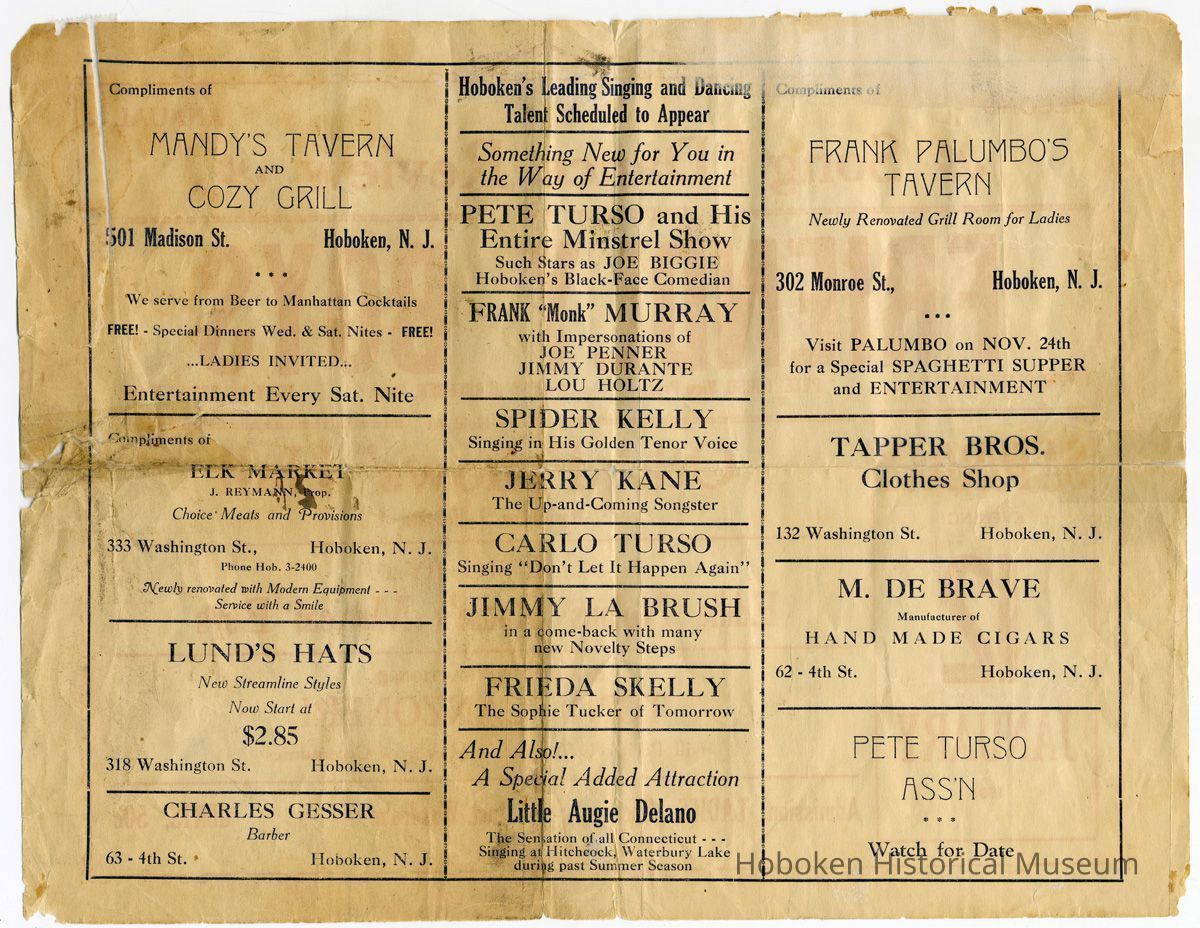 Compliments of
MANDY'S TAVERN
AND
COZY GRILL
501 Madison St. Hoboken, N. J.
* * *
We serve from Beer to Manhattan Cocktails
FREE! - Special Dinners Wed. & Sat. Nites - FREE!
...LADIES INVITED...
Entertainment Every Sat. Nite
Compliments of
ELK MARKET
J. REYMANN, Prop.
Choice Meats and Provisions
333 Washington St., Hoboken, N. J.
Phone Hob. 3-2400
Newly renovated with Modern Equipment - - -
Service with a Smile
LUND'S HATS
New Streamline Styles
Now Start at
$2.85
318 Washington St. Hoboken, N. J.
CHARLES GESSER
Barber
63 - 4th St. Hoboken, N. J.
Hoboken's Leading Singing and Dancing
Talent Scheduled to Appear
Something New for You in
the Way of Entertainment
PETE TURSO and His
Entire Minstrel Show
Such Stars as JOE BIGGIE
Hoboken's Black-Face Comedian
FRANK "Monk" MURRAY
with Impersonations of
JOE PENNER
JIMMY DURANTE
LOU HOLTZ
SPIDER KELLY
Singing in His Golden Tenor Voice
JERRY KANE
The Up-and-Coming Songster
CARLO TURSO
Singing "Don't Let It Happen Again"
JIMMY LA BRUSH
in a come-back with many
new Novelty Steps
FRIEDA SKELLY
The Sophie Tucker of Tomorrow
And Also!...
A Special Added Attraction
Little Augie Delano
The Sensation of all Connecticut - - -
Singing at Hitchcock, Waterbury Lake
during past Summer Season
Compliments of
FRANK PALUMBO'S
TAVERN
Newly Renovated Grill Room for Ladies
302 Monroe St., Hoboken, N. J.
* * *
Visit PALUMBO on NOV. 24th
for a Special SPAGHETTI SUPPER
and ENTERTAINMENT
TAPPER BROS.
Clothes Shop
132 Washington St. Hoboken, N. J.
M. DE BRAVE
Manufacturer of
HAND MADE CIGARS
62 - 4th St. Hoboken, N. J.
PETE TURSO
ASS'N
* * *
Watch for Date
Hoboken Historical Museum